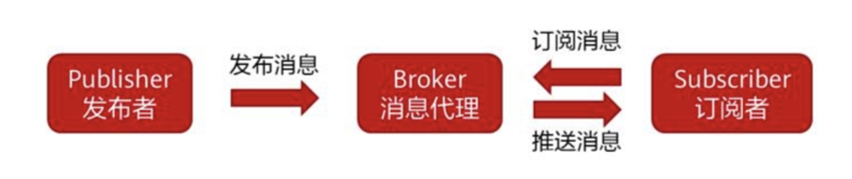 Publisher
发布者
发布消息
Broker
消息代理
订阅消息
推送消息
Subscriber
订阅者